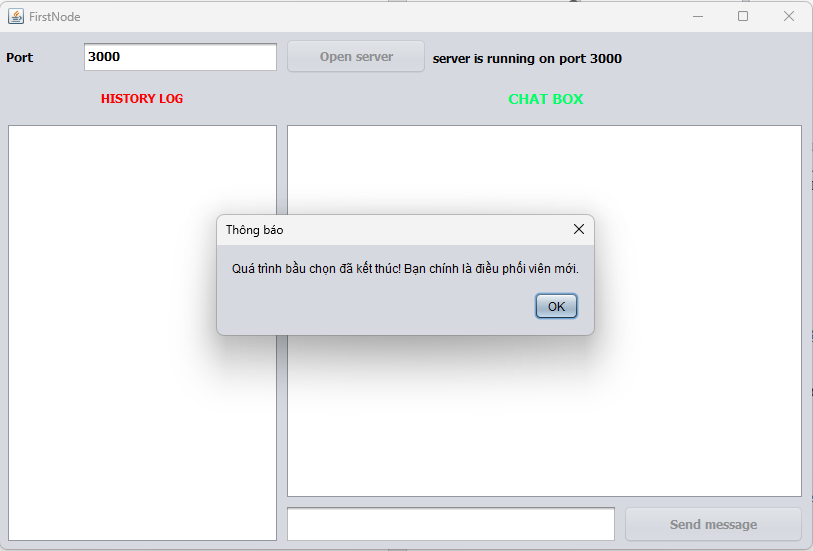 FirstNode
Port
3000
Open server
server is running on port 3000
HISTORY LOG
CHAT BOX
Thông báo
Quá trình bầu chọn đã kết thúc! Bạn chính là điều phối viên mới.
OK
Send message